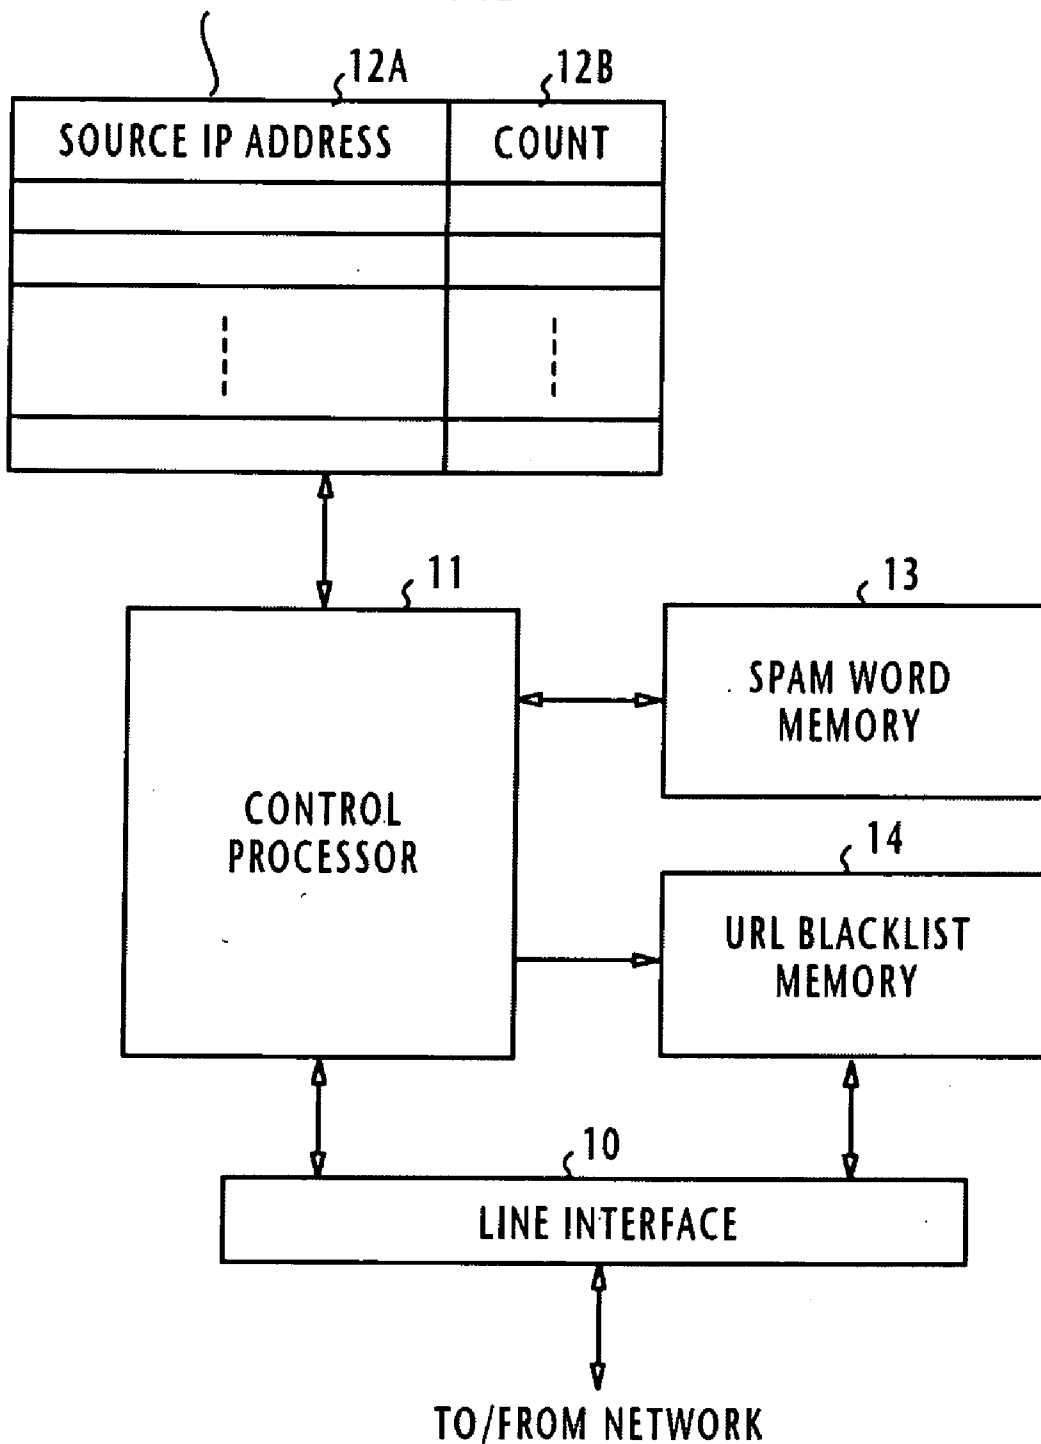 12A
12B
SOURCE IP ADDRESS
COUNT
11
13
SPAM WORD
MEMORY
CONTROL
PROCESSOR
14
URL BLACKLIST
MEMORY
10
LINE INTERFACE
TO/FROM NETWORK